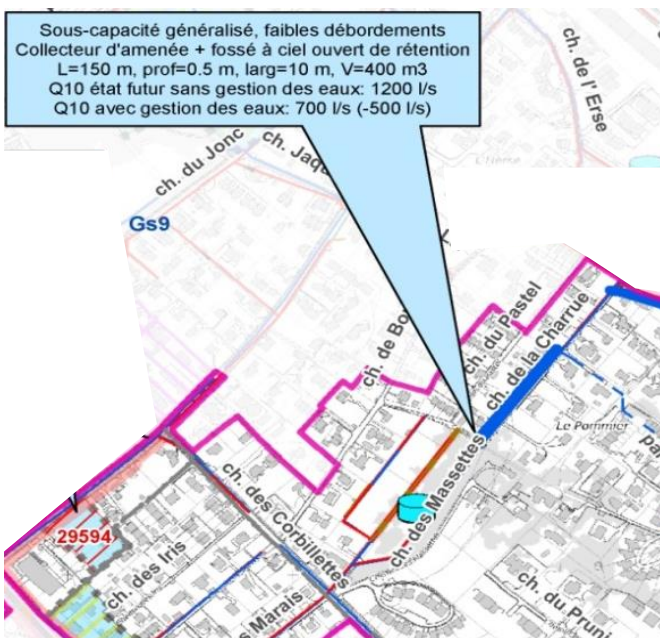 Sous-capacité généralisé, faibles débordements
Collecteur d'amenée + fossé à ciel ouvert de rétention
L=150 m, prof=0.5 m, larg=10 m, V=400 m3
Q10 état futur sans gestion des eaux: 1200 l/s
Q10 avec gestion des eaux: 700 l/s (-500 l/s)
ch. de l' Erse
ch. du Jonc
ch. Jaq
Gs9
ch. de Bo
ch. du Pastel
ch. de la Charrue
Le Pommier
ch. des Massettes
ch. des Corbillettes
29594
ch. des Iris
s Marais
ch. du Prun